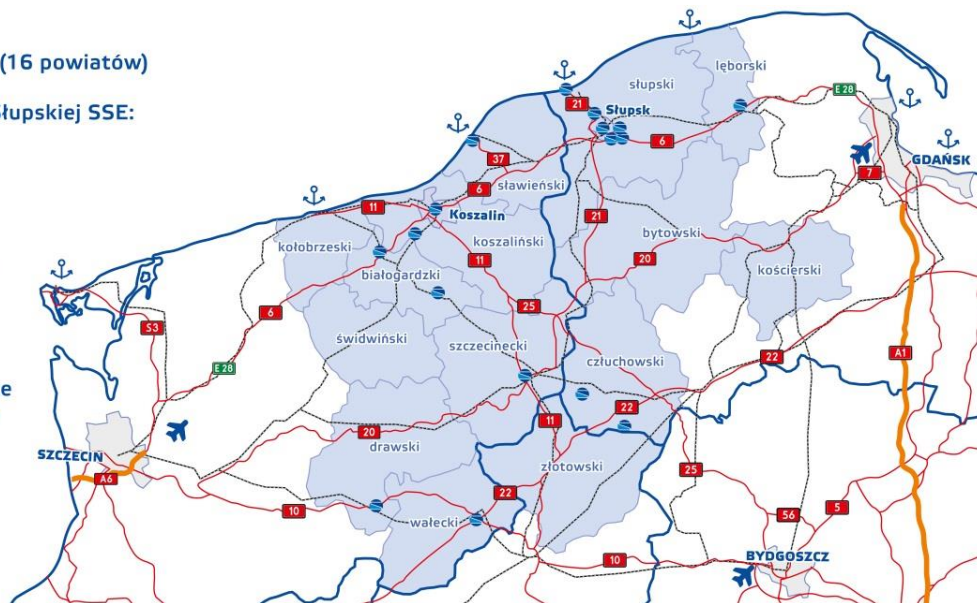 (16 powiatów)
Słupskiej SSE:
e
lęborski
słupski
21
Słupsk
E 28
6
GDAŃSK
7
37
6
sławieński
11
Koszalin
21
koszaliński
bytowski
kołobrzeski
20
11
białogardzki
kościerski
S3
6
25
świdwiński
szczecinecki
A1
22
człuchowski
E 28
22
11
20
drawski
SZCZECIN
złotowski
25
A6
22
10
5
56
wałecki
BYDGOSZCZ
10